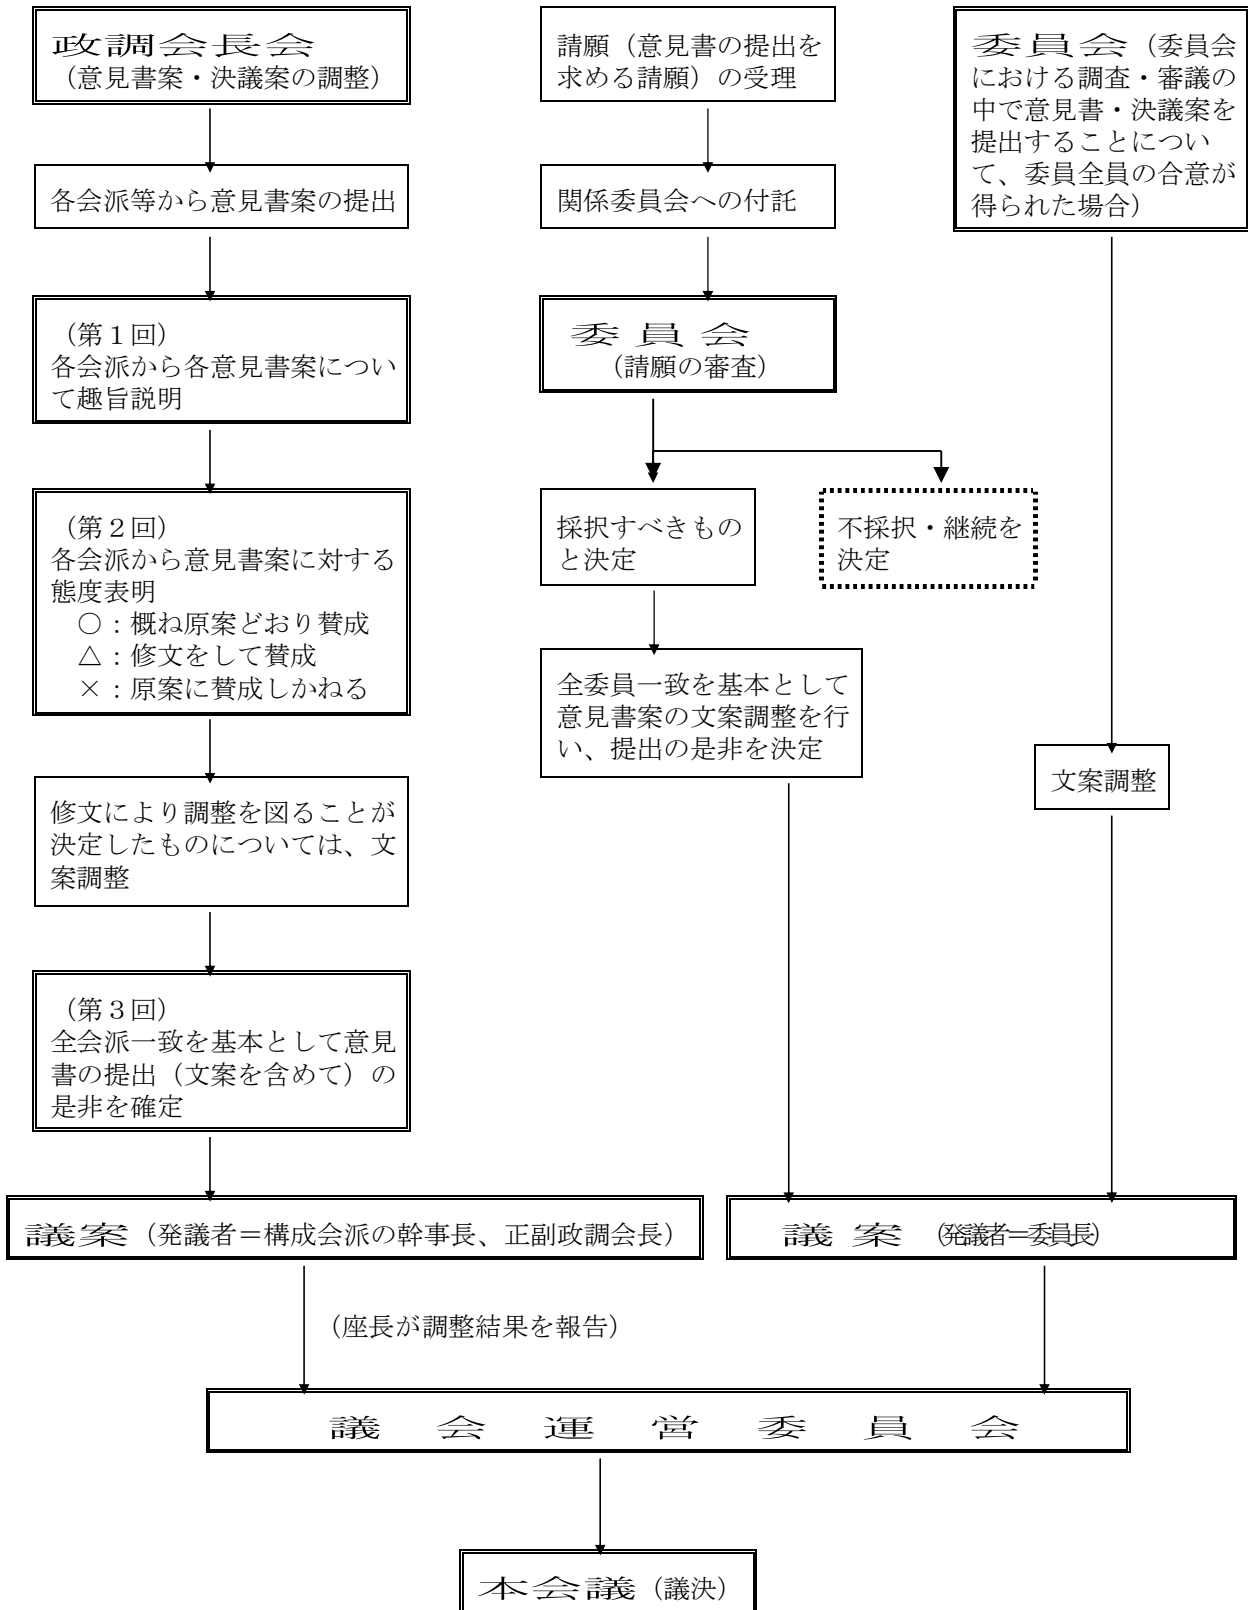 政調会長会
（意見書案・決議案の調整）
各会派等から意見書案の提出
（第１回）
各会派から各意見書案につい
て趣旨説明
（第２回）
各会派から意見書案に対する
態度表明
○：概ね原案どおり賛成
△：修文をして賛成
×：原案に賛成しかねる
修文により調整を図ることが
決定したものについては、文
案調整
（第３回）
全会派一致を基本として意見
書の提出（文案を含めて）の
是非を確定
請願（意見書の提出を
求める請願）の受理
関係委員会への付託
委員会
（請願の審査）
採択すべきもの
と決定
不採択・継続を
決定
全委員一致を基本として
意見書案の文案調整を行
い、提出の是非を決定
委員会（委員会
における調査・審議の
中で意見書・決議案を
提出することについ
て、委員全員の合意が
得られた場合）
文案調整
議案（発議者＝構成会派の幹事長、正副政調会長）
議案（発議者＝委員長）
（座長が調整結果を報告）
議会運営委員会
本会議（議決）